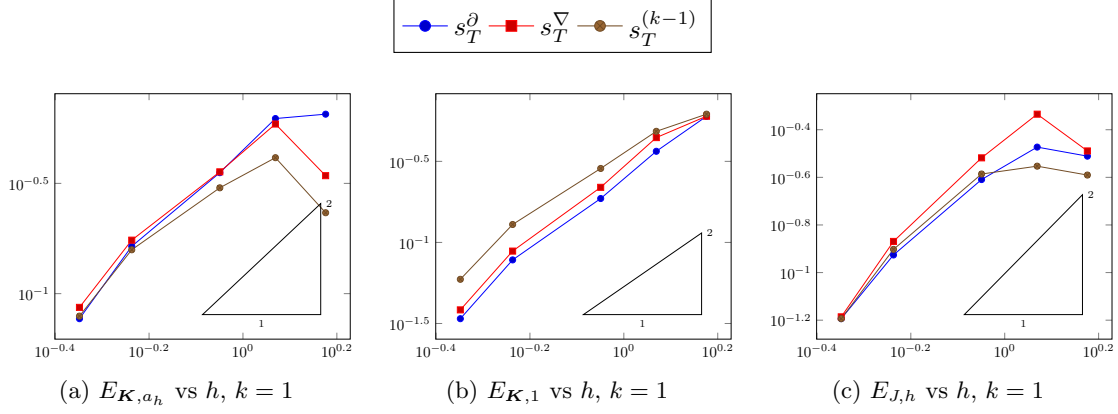 s_T^∂ s_T^∇ s_T^{(k−1)}
10^{−0.5}
10^{−1}
10^{−0.4} 10^{−0.2} 10^0 10^{0.2}
1
2
(a) E_{K,a_h} vs h, k = 1
10^{−0.5}
10^{−1}
10^{−1.5}
10^{−0.4} 10^{−0.2} 10^0 10^{0.2}
1
2
(b) E_{K,1} vs h, k = 1
10^{−0.4}
10^{−0.6}
10^{−0.8}
10^{−1}
10^{−1.2}
10^{−0.4} 10^{−0.2} 10^0 10^{0.2}
1
2
(c) E_{J,h} vs h, k = 1